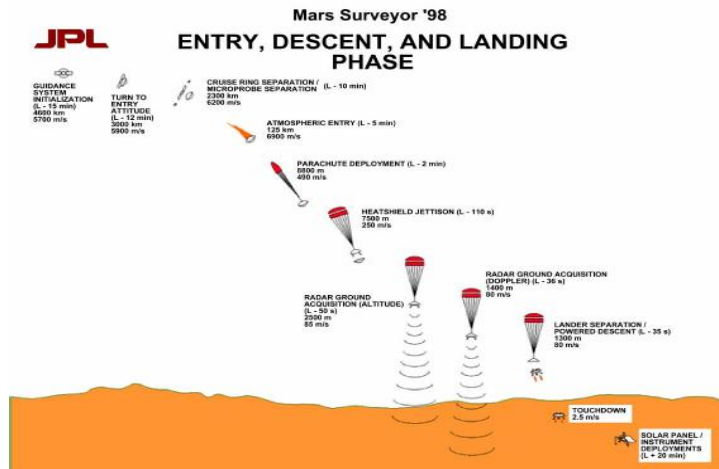 Mars Surveyor '98
JPL
ENTRY, DESCENT, AND LANDING
PHASE
GUIDANCE
SYSTEM
INITIALIZATION
(L - 15 min)
4600 km
5700 m/s
TURN TO
ENTRY
ATTITUDE
(L - 12 min)
3000 km
5900 m/s
CRUISE RING SEPARATION /
MICROPROBE SEPARATION (L - 10 min)
2300 km
6200 m/s
ATMOSPHERIC ENTRY (L - 5 min)
125 km
6900 m/s
PARACHUTE DEPLOYMENT (L - 2 min)
8800 m
490 m/s
HEATSHIELD JETTISON (L - 110 s)
7500 m
250 m/s
RADAR GROUND
ACQUISITION (ALTITUDE)
(L - 50 s)
2500 m
85 m/s
RADAR GROUND ACQUISITION
(DOPPLER) (L - 36 s)
1400 m
80 m/s
LANDER SEPARATION /
POWERED DESCENT (L - 35 s)
1300 m
80 m/s
TOUCHDOWN
2.5 m/s
SOLAR PANEL /
INSTRUMENT
DEPLOYMENTS
(L + 20 min)